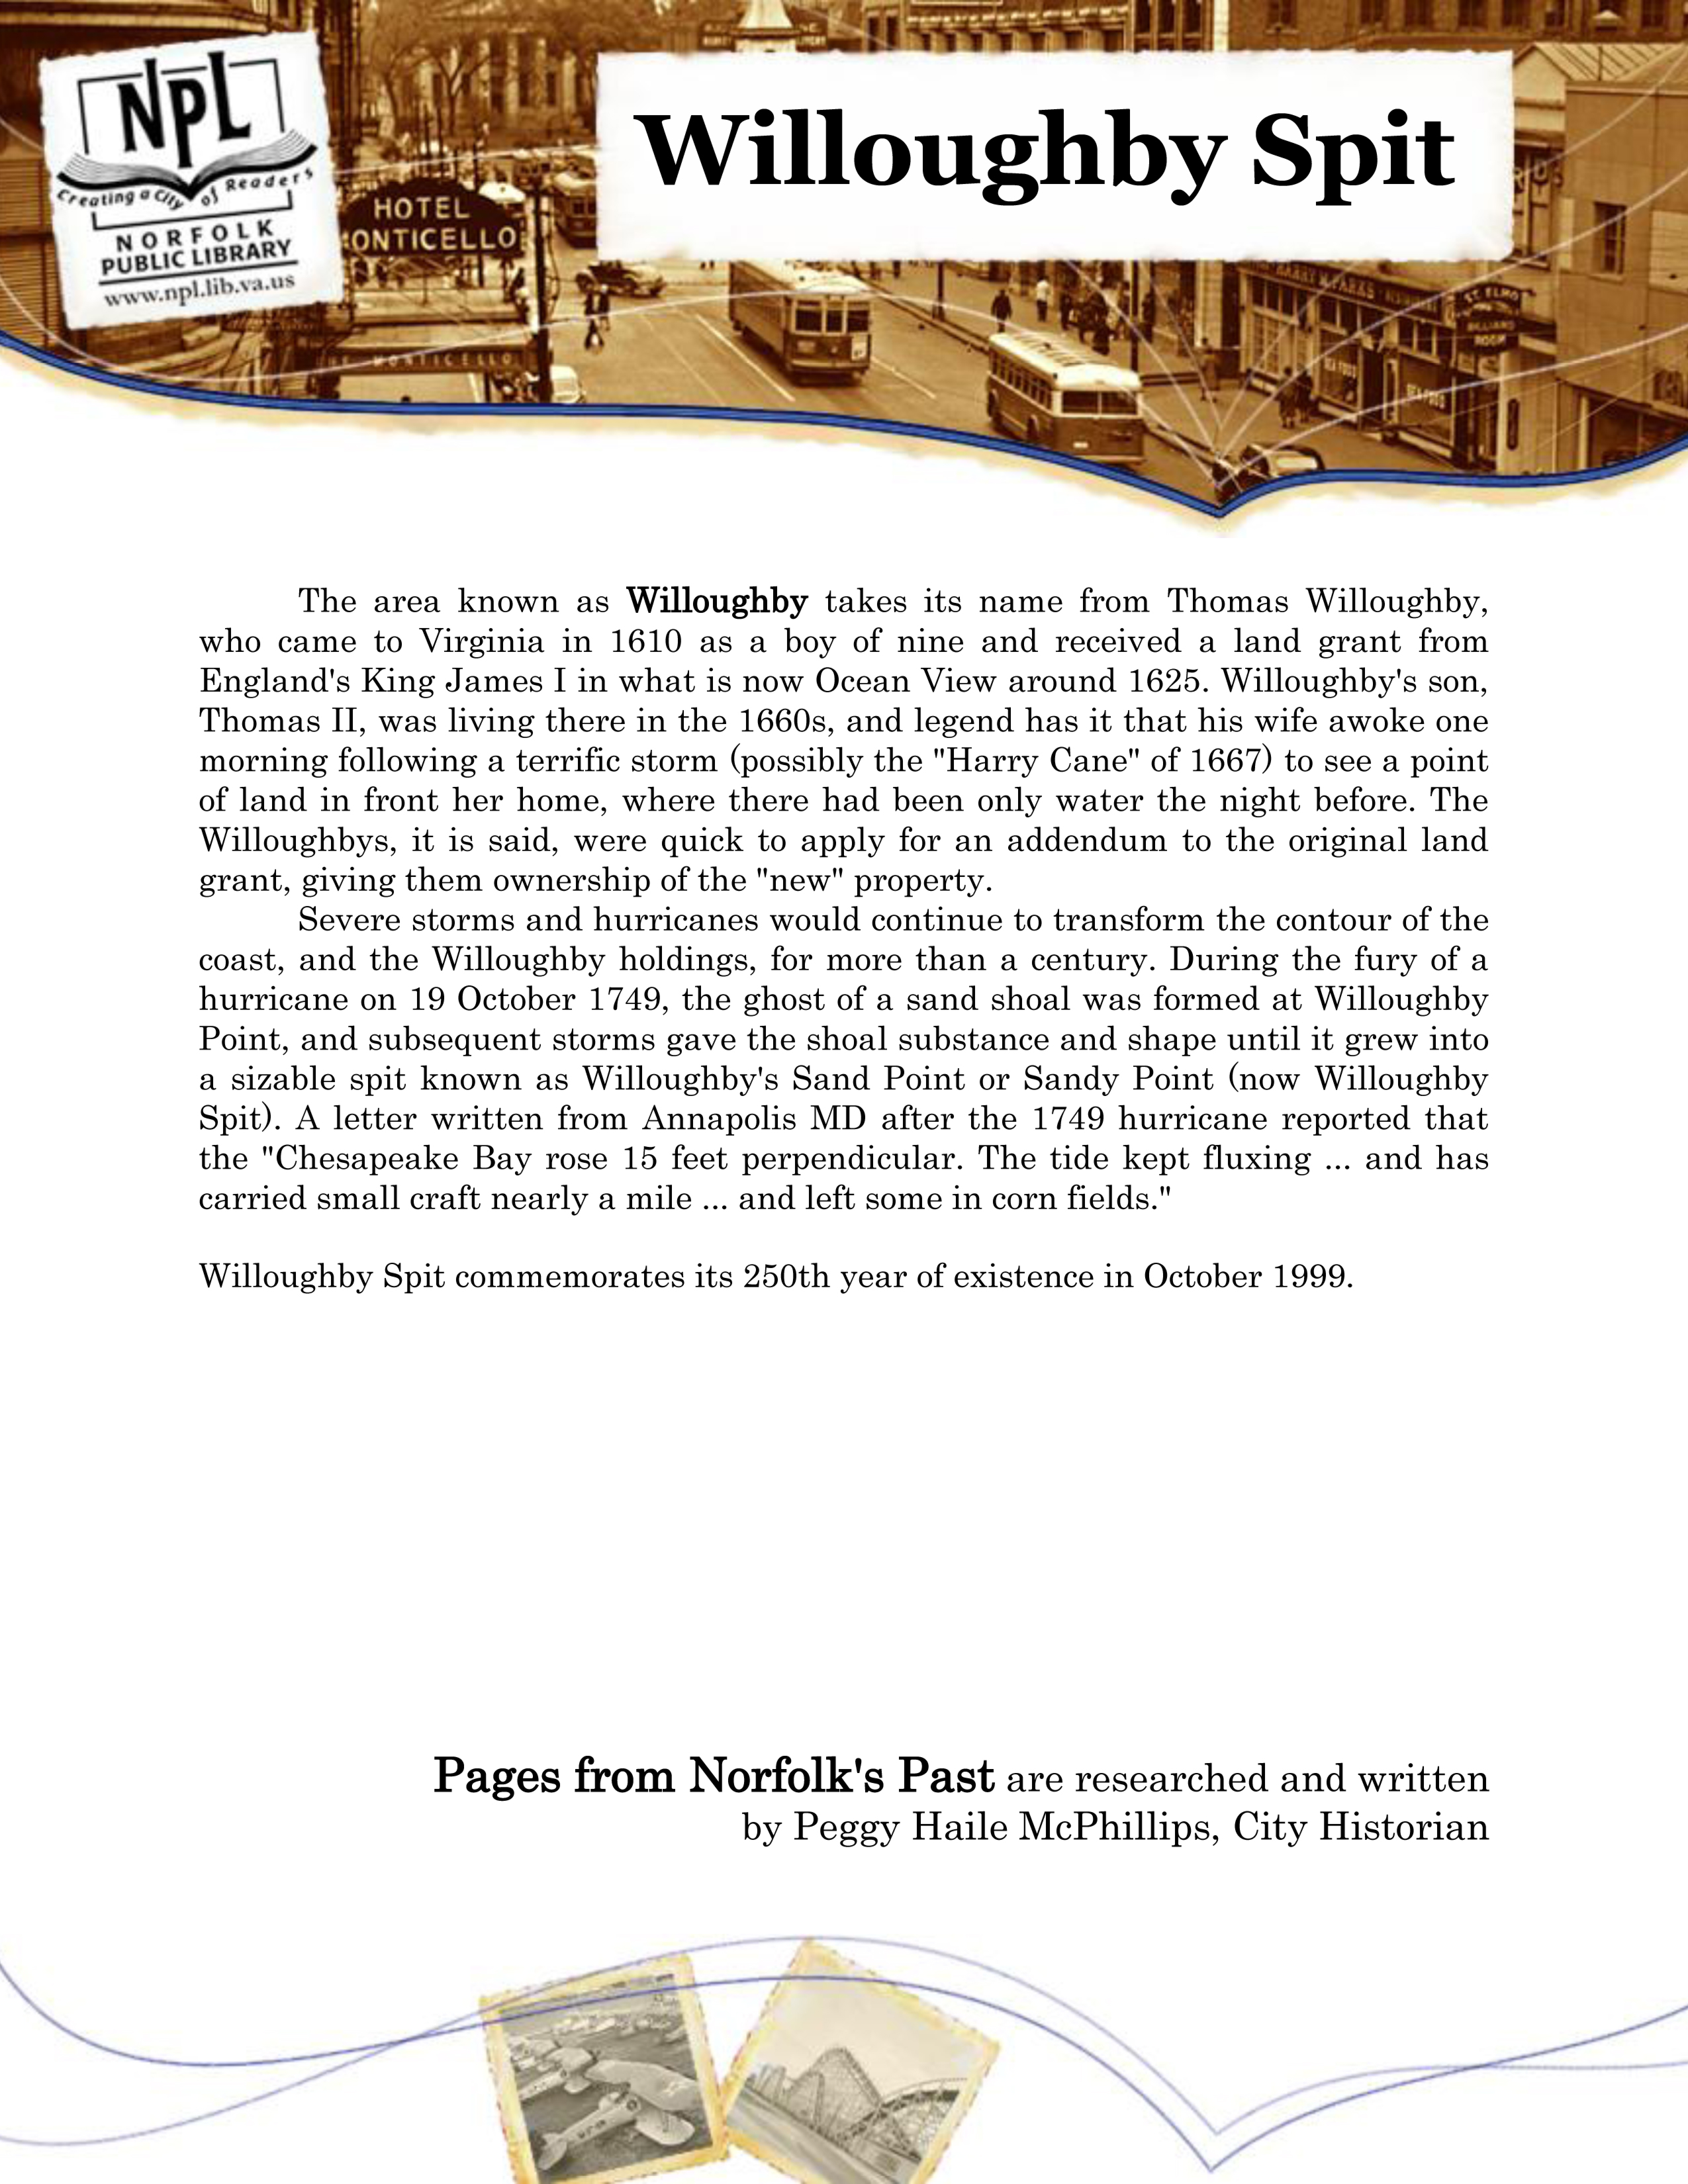 NPL
Creating a City of Readers
NORFOLK
PUBLIC LIBRARY
www.npl.lib.va.us
HOTEL
ONTICELLO
MONTICELLO
Willoughby Spit
ST. ELMO
BILLIARD
ROOM
SEA FOOD
SEA FOOD
The area known as Willoughby takes its name from Thomas Willoughby,
who came to Virginia in 1610 as a boy of nine and received a land grant from
England's King James I in what is now Ocean View around 1625. Willoughby's son,
Thomas II, was living there in the 1660s, and legend has it that his wife awoke one
morning following a terrific storm (possibly the "Harry Cane" of 1667) to see a point
of land in front her home, where there had been only water the night before. The
Willoughbys, it is said, were quick to apply for an addendum to the original land
grant, giving them ownership of the "new" property.
Severe storms and hurricanes would continue to transform the contour of the
coast, and the Willoughby holdings, for more than a century. During the fury of a
hurricane on 19 October 1749, the ghost of a sand shoal was formed at Willoughby
Point, and subsequent storms gave the shoal substance and shape until it grew into
a sizable spit known as Willoughby's Sand Point or Sandy Point (now Willoughby
Spit). A letter written from Annapolis MD after the 1749 hurricane reported that
the "Chesapeake Bay rose 15 feet perpendicular. The tide kept fluxing ... and has
carried small craft nearly a mile ... and left some in corn fields."
Willoughby Spit commemorates its 250th year of existence in October 1999.
Pages from Norfolk's Past are researched and written
by Peggy Haile McPhillips, City Historian